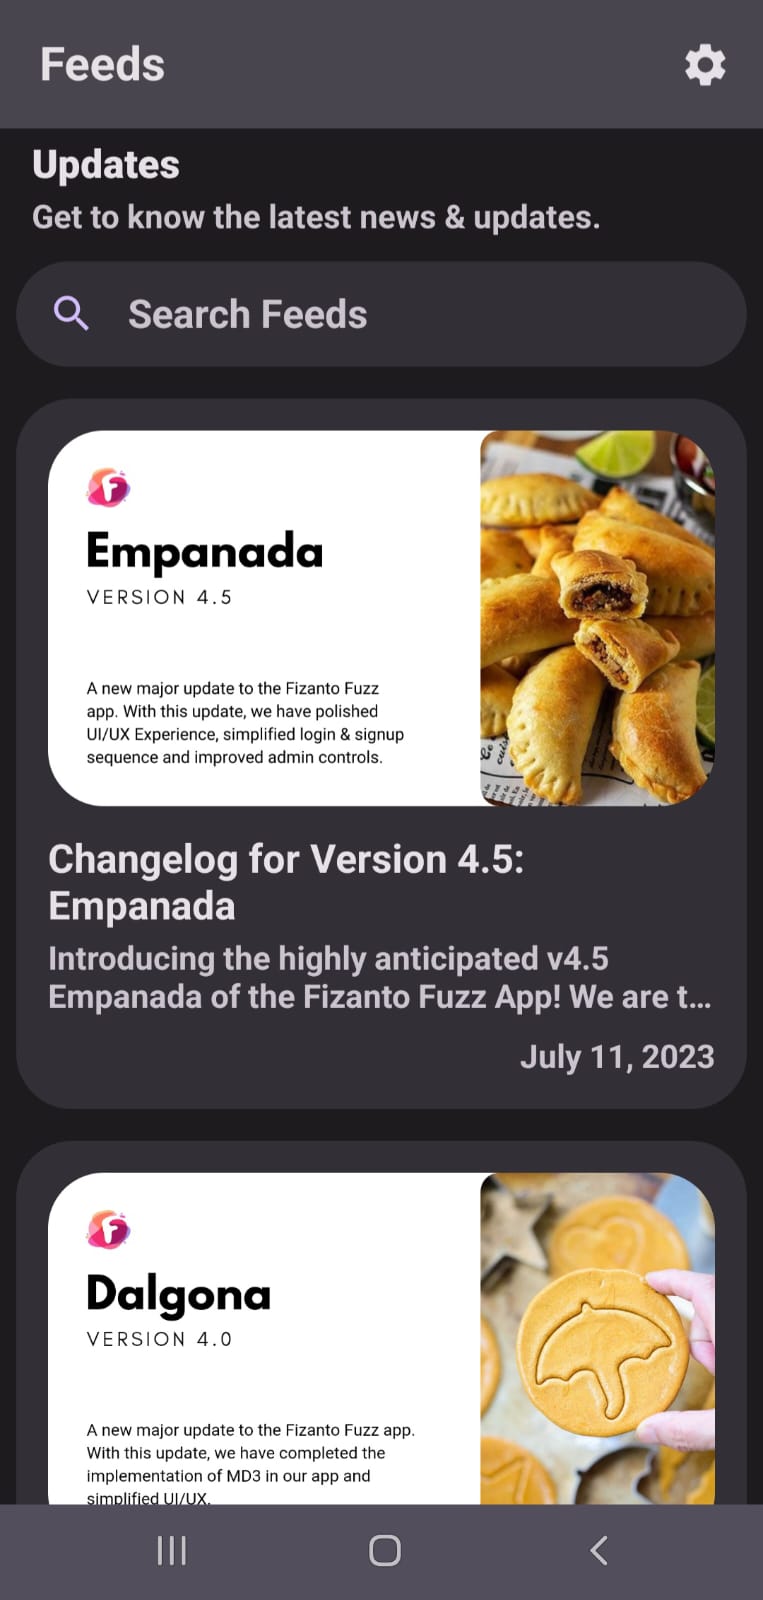 Feeds
Updates
Get to know the latest news & updates.
Search Feeds
F
Empanada
VERSION 4.5
A new major update to the Fizanto Fuzz
app. With this update, we have polished
UI/UX Experience, simplified login & signup
sequence and improved admin controls.
Changelog for Version 4.5:
Empanada
Introducing the highly anticipated v4.5
Empanada of the Fizanto Fuzz App! We are t...
July 11, 2023
F
Dalgona
VERSION 4.0
A new major update to the Fizanto Fuzz app.
With this update, we have completed the
implementation of MD3 in our app and
simplified UI/UX.